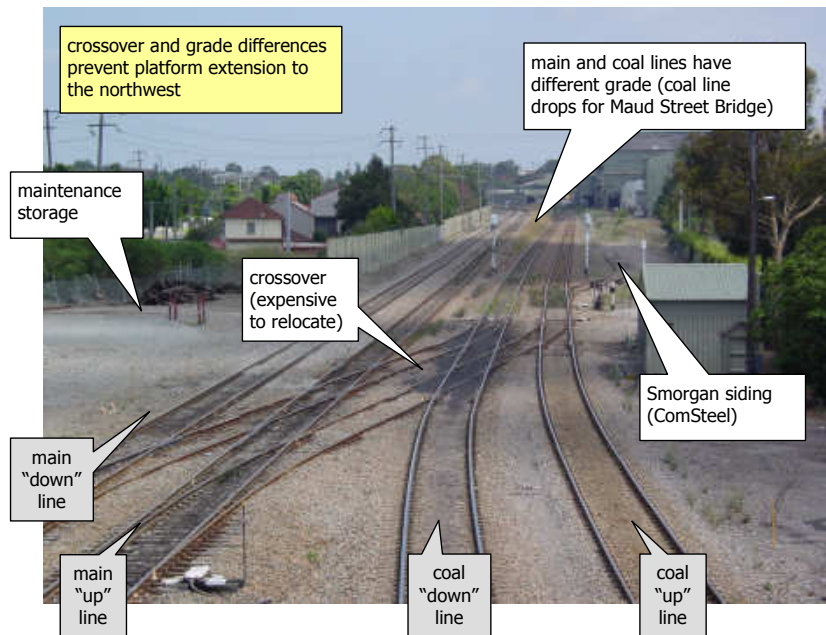 crossover and grade differences
prevent platform extension to
the northwest
main and coal lines have
different grade (coal line
drops for Maud Street Bridge)
maintenance
storage
crossover
(expensive
to relocate)
Smorgan siding
(ComSteel)
main
“down”
line
main
“up”
line
coal
“down”
line
coal
“up”
line